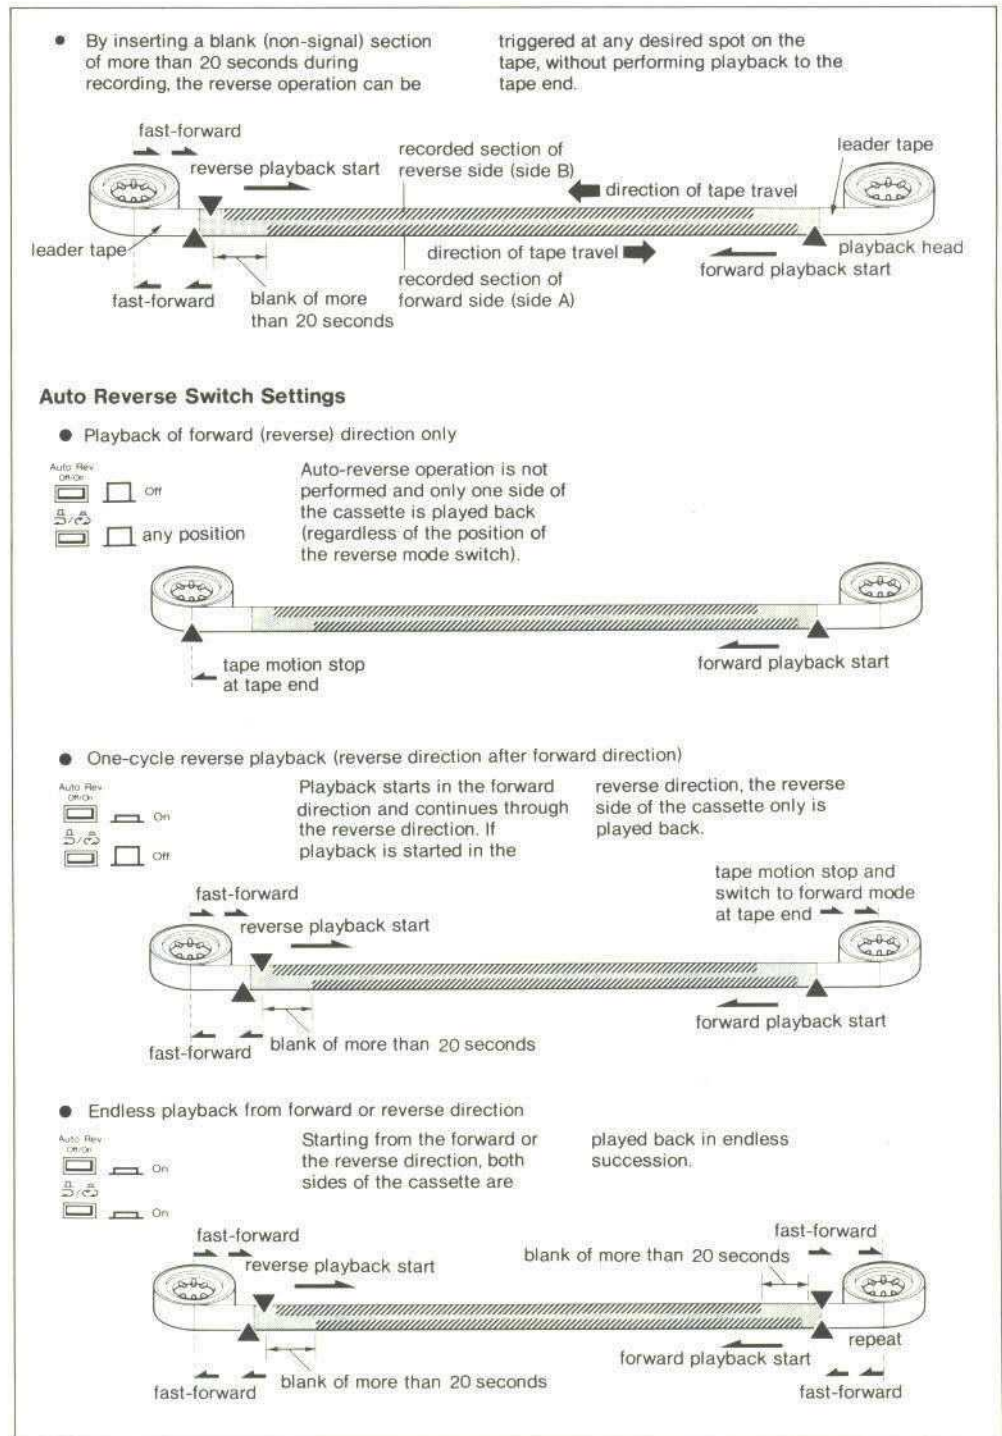 ● By inserting a blank (non-signal) section
of more than 20 seconds during
recording, the reverse operation can be
triggered at any desired spot on the
tape, without performing playback to the
tape end.
fast-forward
reverse playback start
recorded section of
reverse side (side B)
direction of tape travel
leader tape
leader tape
direction of tape travel
playback head
forward playback start
fast-forward
blank of more
than 20 seconds
recorded section of
forward side (side A)
Auto Reverse Switch Settings
● Playback of forward (reverse) direction only
Auto Rev
Off/On
Off
any position
Auto-reverse operation is not
performed and only one side of
the cassette is played back
(regardless of the position of
the reverse mode switch).
tape motion stop
at tape end
forward playback start
● One-cycle reverse playback (reverse direction after forward direction)
Auto Rev
Off/On
On
Off
Playback starts in the forward
direction and continues through
the reverse direction. If
playback is started in the
reverse direction, the reverse
side of the cassette only is
played back.
fast-forward
reverse playback start
tape motion stop and
switch to forward mode
at tape end
forward playback start
fast-forward
blank of more than 20 seconds
● Endless playback from forward or reverse direction
Auto Rev
Off/On
On
On
Starting from the forward or
the reverse direction, both
sides of the cassette are
played back in endless
succession.
fast-forward
reverse playback start
blank of more than 20 seconds
fast-forward
repeat
forward playback start
fast-forward
blank of more than 20 seconds
fast-forward